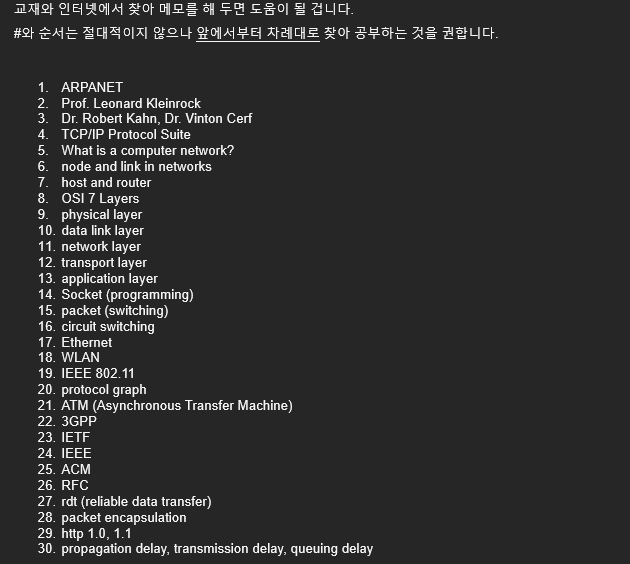 교재와 인터넷에서 찾아 메모를 해 두면 도움이 될 겁니다.
#와 순서는 절대적이지 않으나 앞에서부터 차례대로 찾아 공부하는 것을 권합니다.
1. ARPANET
2. Prof. Leonard Kleinrock
3. Dr. Robert Kahn, Dr. Vinton Cerf
4. TCP/IP Protocol Suite
5. What is a computer network?
6. node and link in networks
7. host and router
8. OSI 7 Layers
9. physical layer
10. data link layer
11. network layer
12. transport layer
13. application layer
14. Socket (programming)
15. packet (switching)
16. circuit switching
17. Ethernet
18. WLAN
19. IEEE 802.11
20. protocol graph
21. ATM (Asynchronous Transfer Machine)
22. 3GPP
23. IETF
24. IEEE
25. ACM
26. RFC
27. rdt (reliable data transfer)
28. packet encapsulation
29. http 1.0, 1.1
30. propagation delay, transmission delay, queuing delay